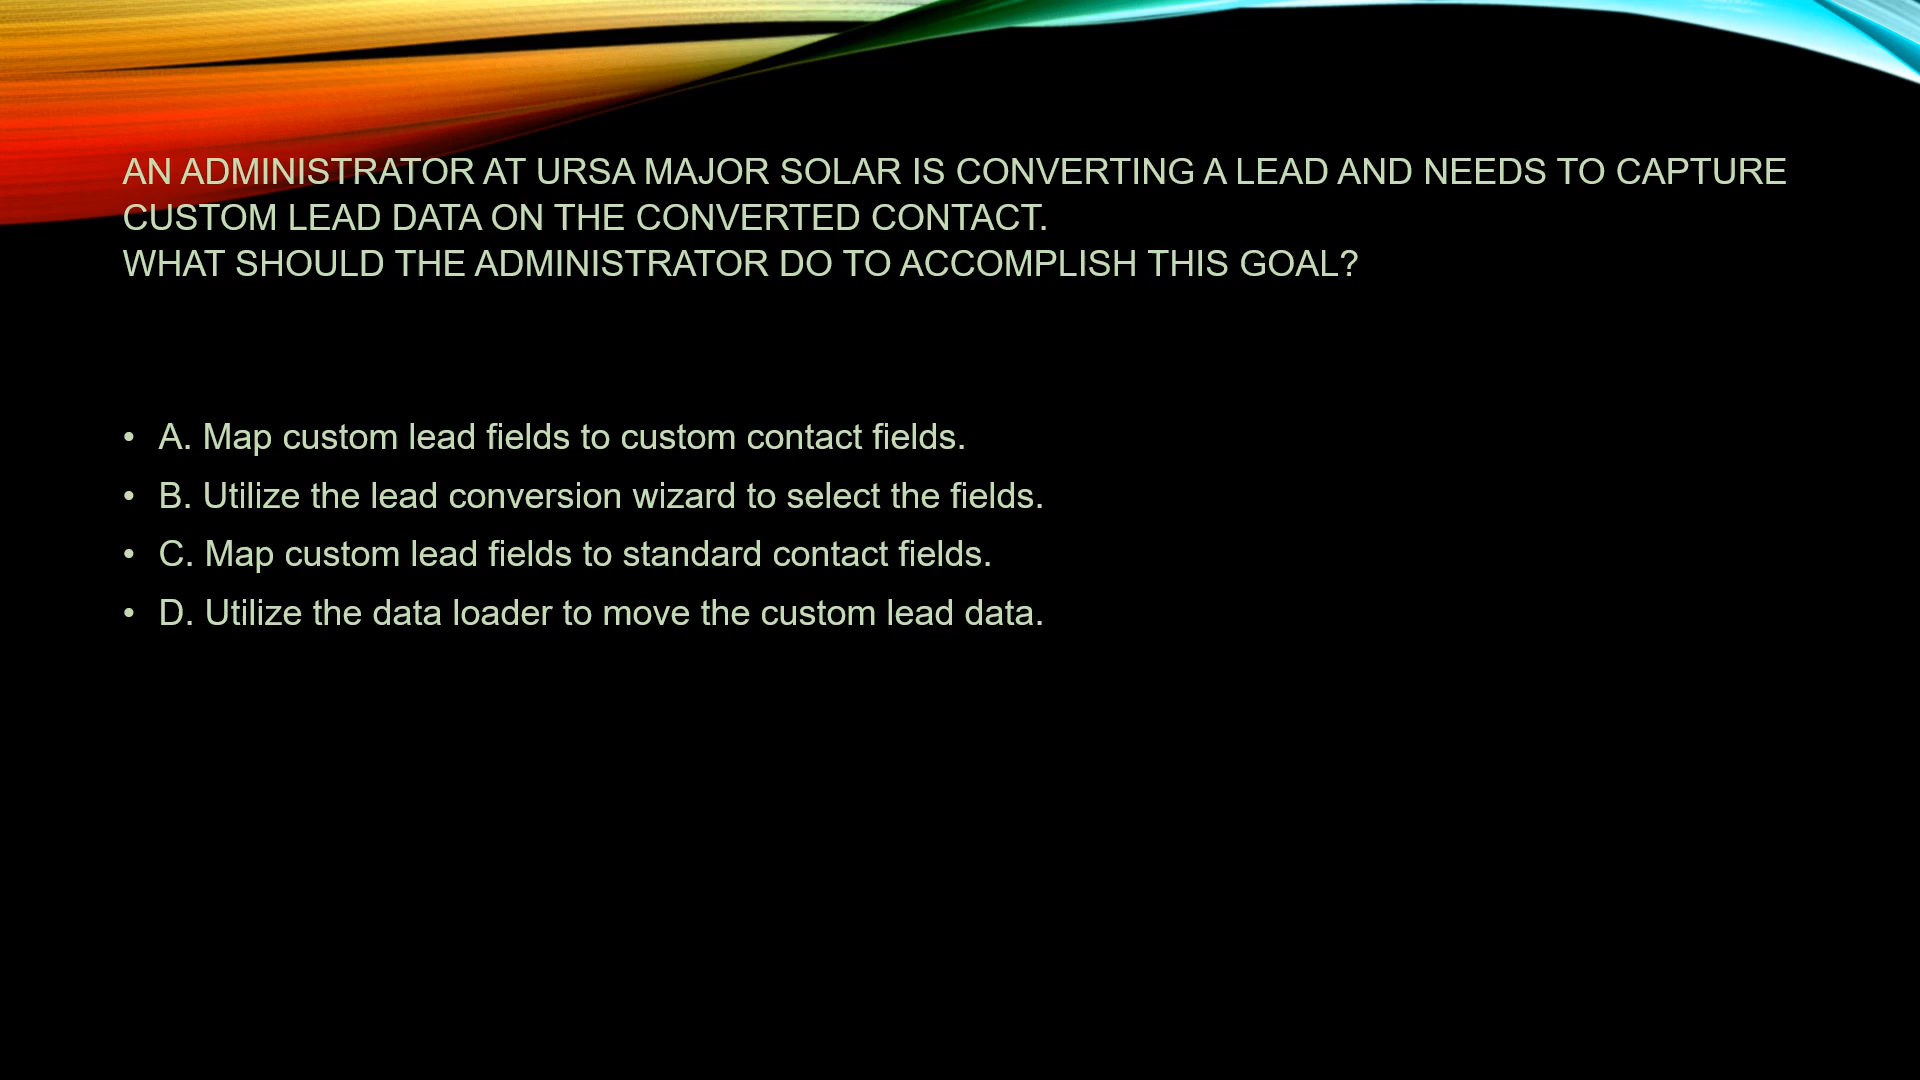 AN ADMINISTRATOR AT URSA MAJOR SOLAR IS CONVERTING A LEAD AND NEEDS TO CAPTURE
CUSTOM LEAD DATA ON THE CONVERTED CONTACT.
WHAT SHOULD THE ADMINISTRATOR DO TO ACCOMPLISH THIS GOAL?
• A. Map custom lead fields to custom contact fields.
• B. Utilize the lead conversion wizard to select the fields.
• C. Map custom lead fields to standard contact fields.
• D. Utilize the data loader to move the custom lead data.